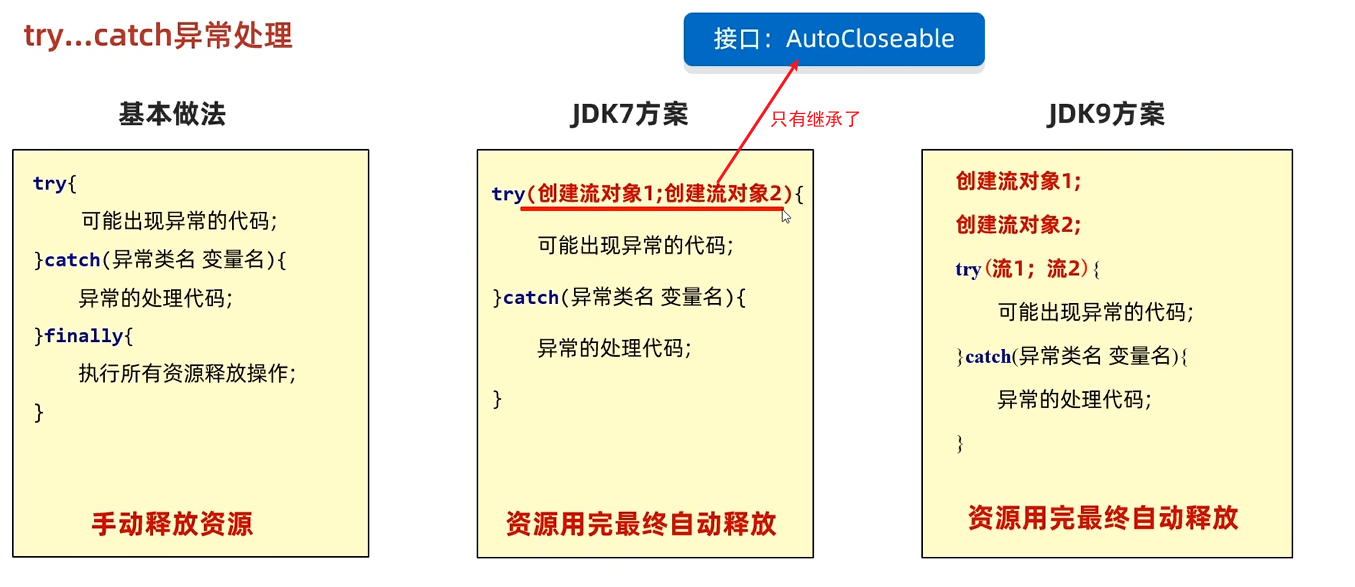 try...catch异常处理
接口：AutoCloseable
只有继承了
基本做法
try{
可能出现异常的代码;
}catch(异常类名 变量名){
异常的处理代码;
}finally{
执行所有资源释放操作;
}
手动释放资源
JDK7方案
try(创建流对象1;创建流对象2){
可能出现异常的代码;
}catch(异常类名 变量名){
异常的处理代码;
}
资源用完最终自动释放
JDK9方案
创建流对象1;
创建流对象2;
try(流1；流2){
可能出现异常的代码;
}catch(异常类名 变量名){
异常的处理代码;
}
资源用完最终自动释放